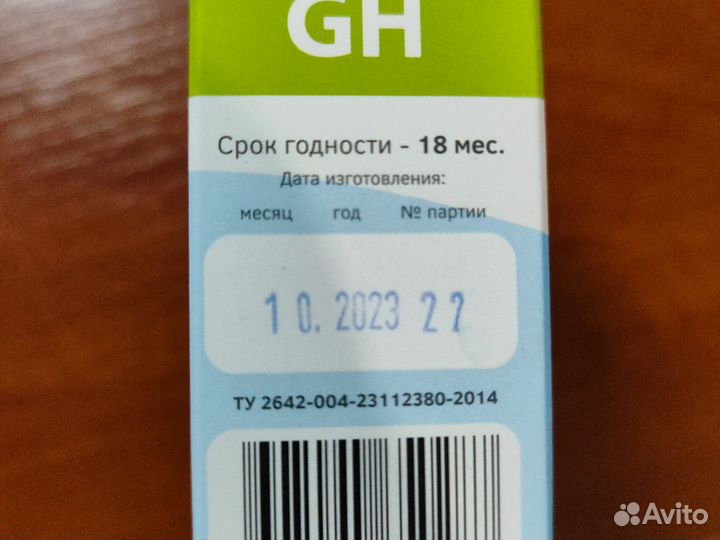 GH
Срок годности - 18 мес.
Дата изготовления:
месяц год № партии
10. 2023 22
ТУ 2642-004-23112380-2014
Avito